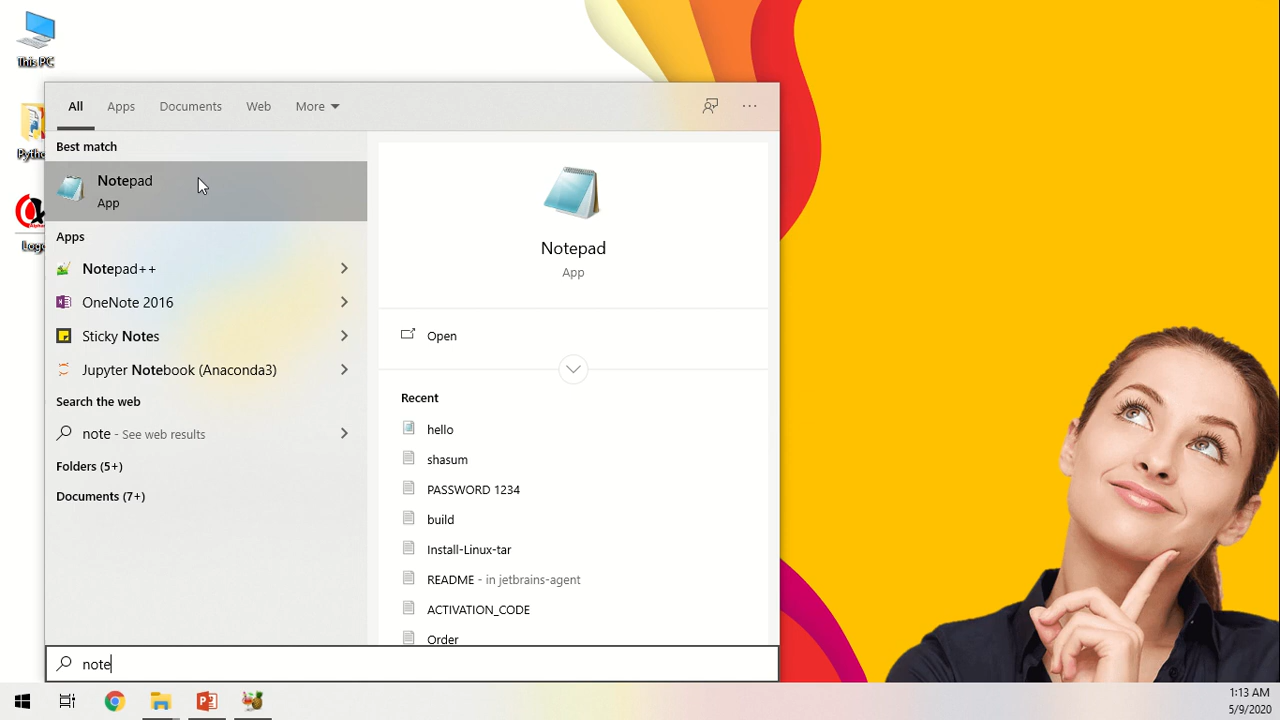 This PC
All Apps Documents Web More
Best match
Notepad
App
Apps
Notepad++
OneNote 2016
Sticky Notes
Jupyter Notebook (Anaconda3)
Search the web
note - See web results
Folders (5+)
Documents (7+)
Notepad
App
Open
Recent
hello
shasum
PASSWORD 1234
build
Install-Linux-tar
README - in jetbrains-agent
ACTIVATION_CODE
Order
note
1:13 AM
5/9/2020